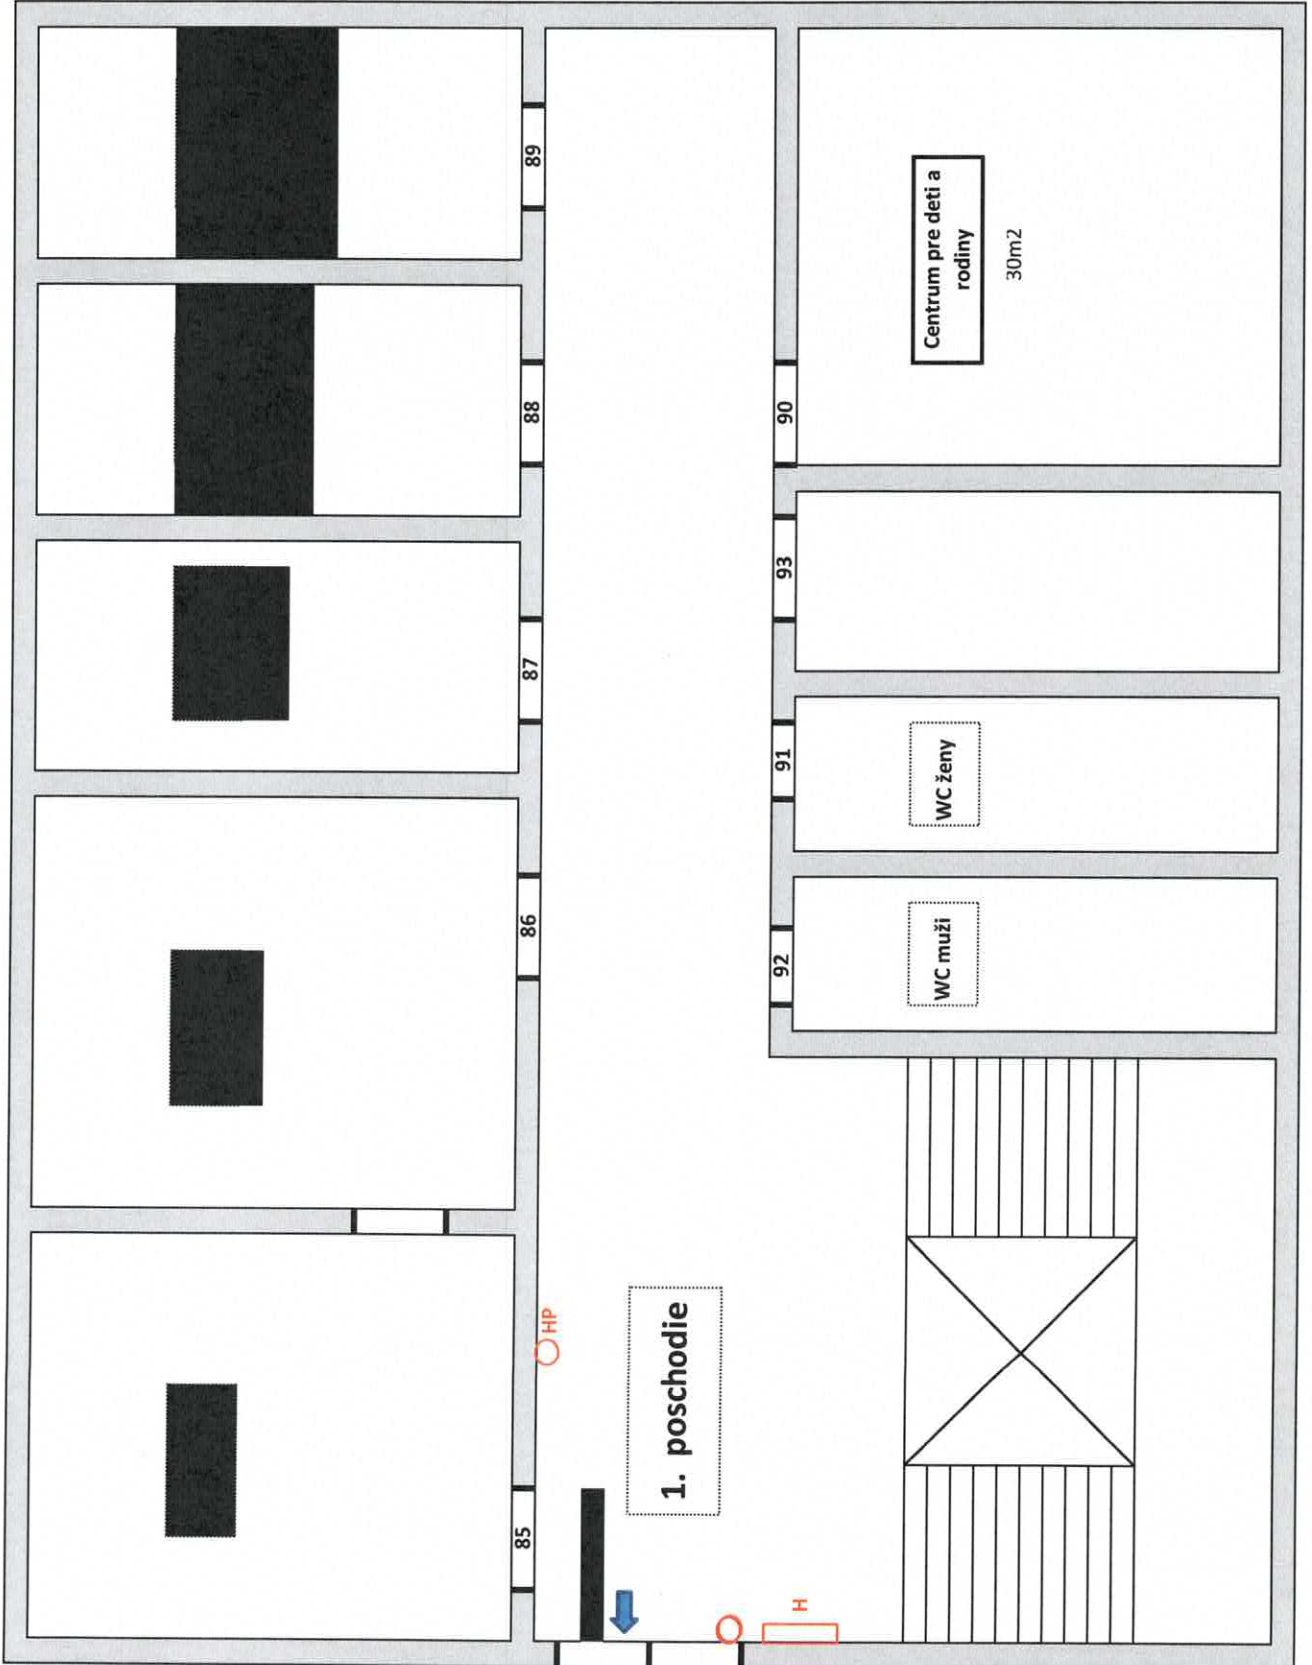 89
88
87
86
85
90
93
91
92
Centrum pre deti a
rodiny
30m2
WC ženy
WC muži
HP
1. poschodie
H